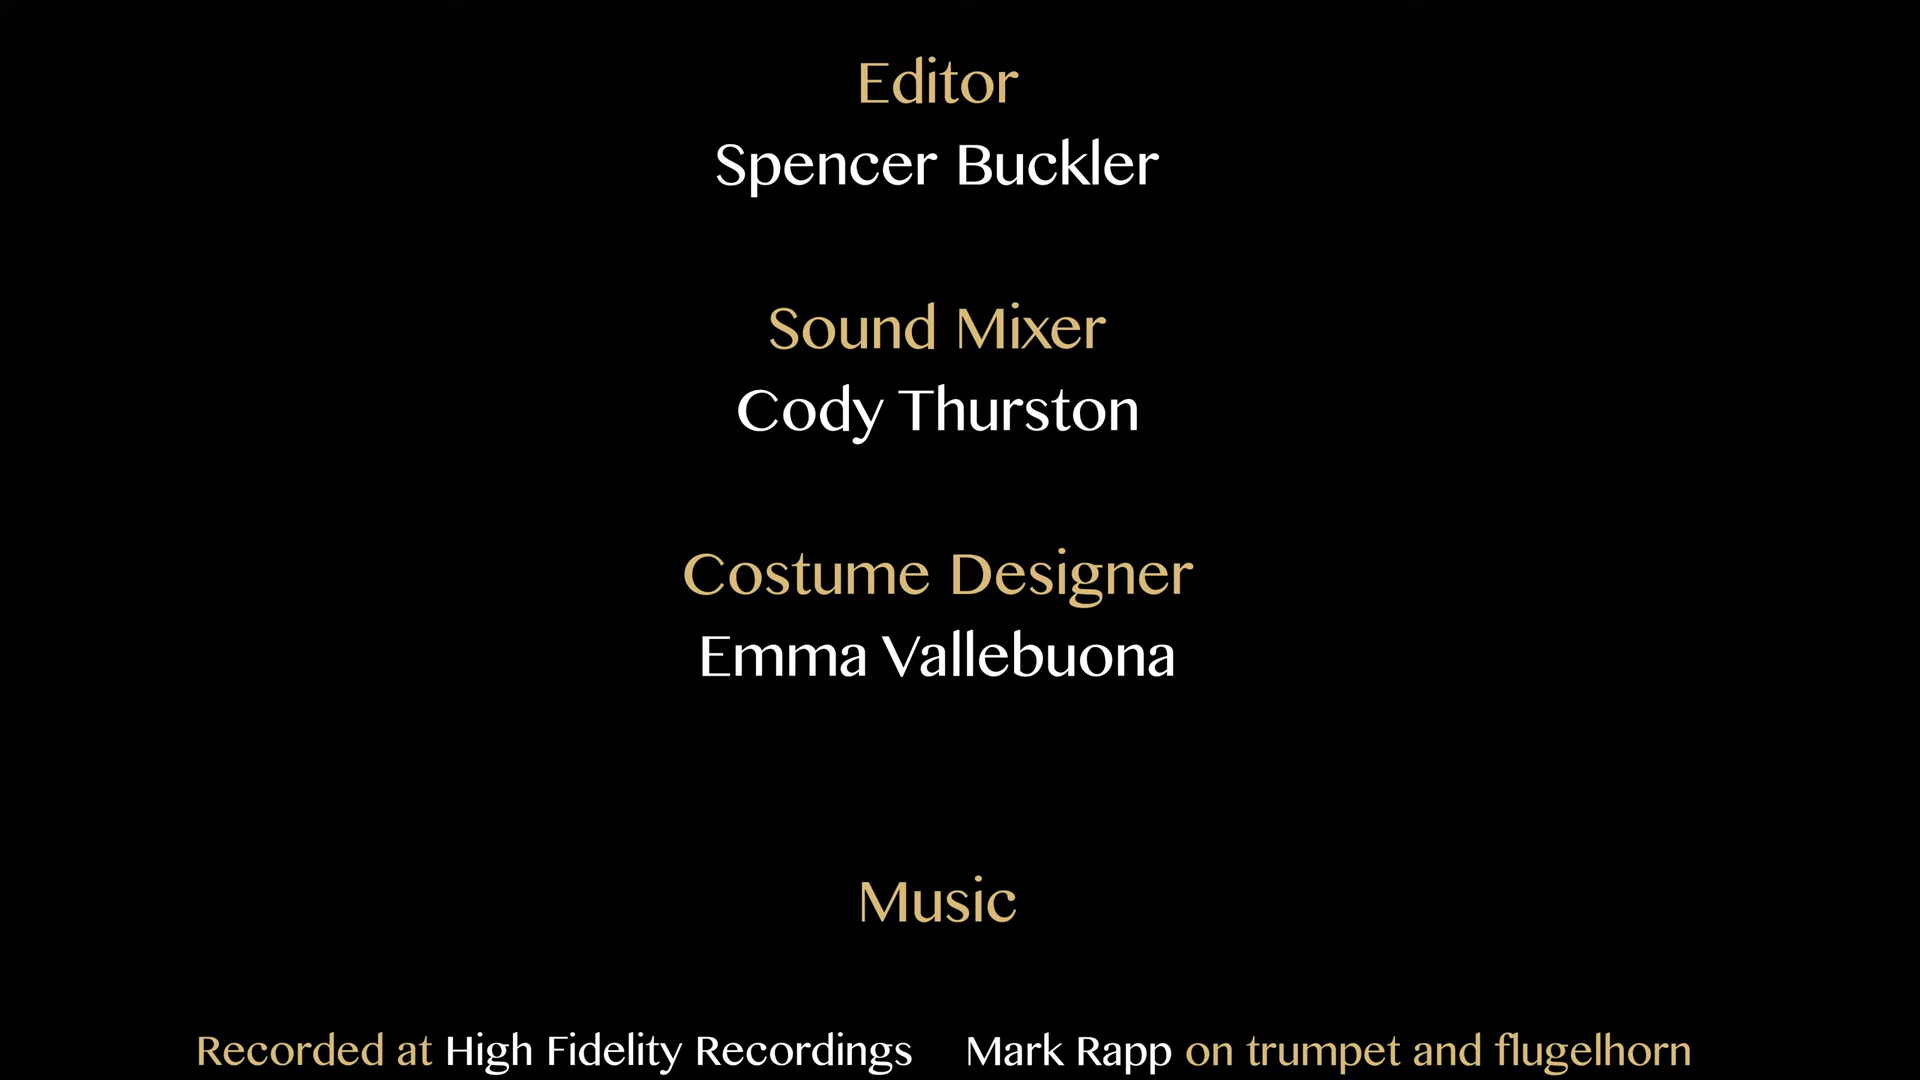 Editor
Spencer Buckler
Sound Mixer
Cody Thurston
Costume Designer
Emma Vallebuona
Music
Recorded at High Fidelity Recordings
Mark Rapp on trumpet and flugelhorn